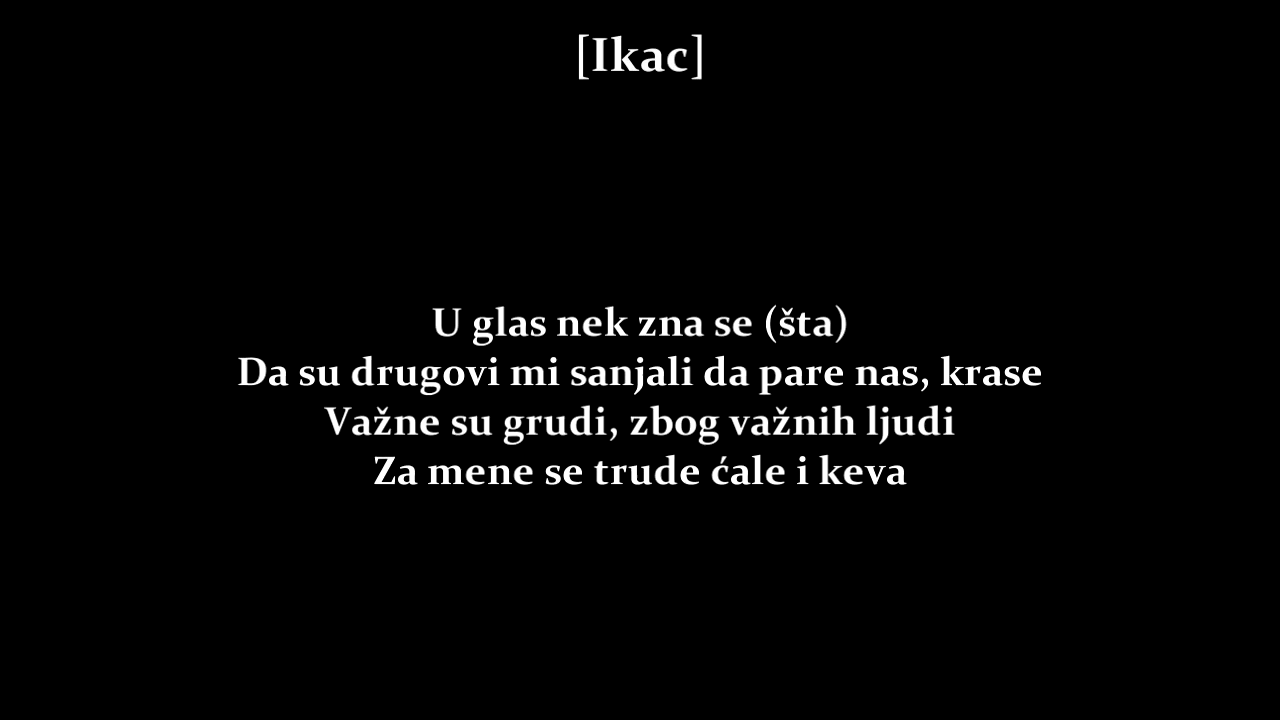 [Ikac]
U glas nek zna se (šta)
Da su drugovi mi sanjali da pare nas, krase
Važne su grudi, zbog važnih ljudi
Za mene se trude ćale i keva